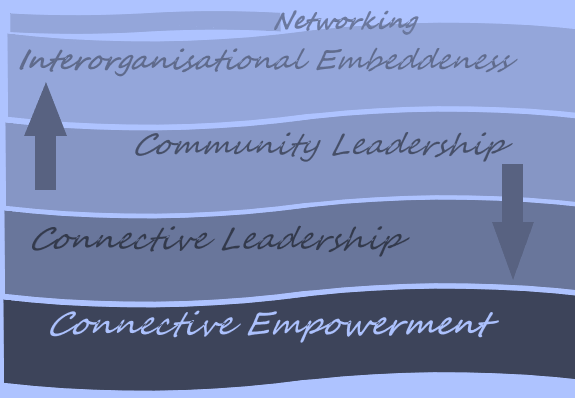 Networking
Interorganisational Embeddeness
Community Leadership
Connective Leadership
Connective Empowerment